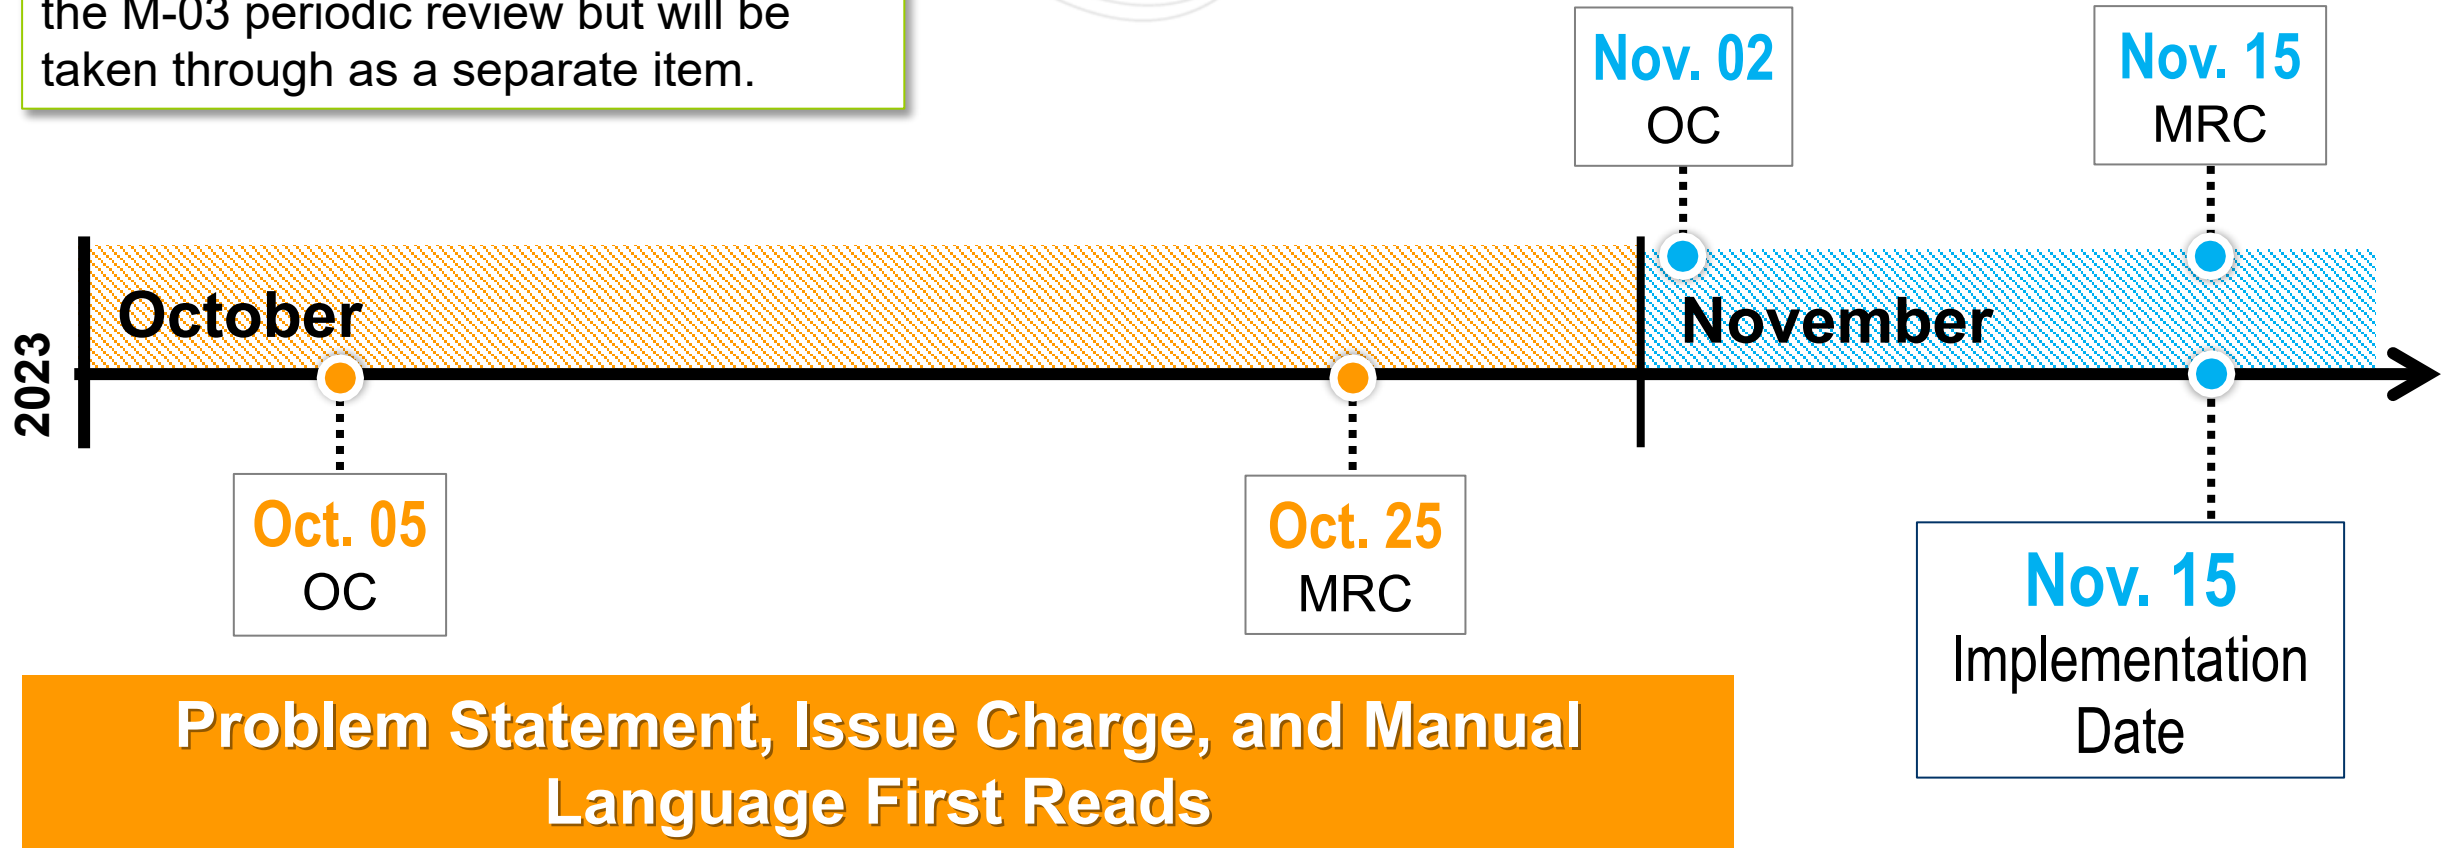 the M-03 periodic review but will be
taken through as a separate item.
Nov. 02
OC
Nov. 15
MRC
2023
October
November
Oct. 05
OC
Oct. 25
MRC
Nov. 15
Implementation
Date
Problem Statement, Issue Charge, and Manual
Language First Reads